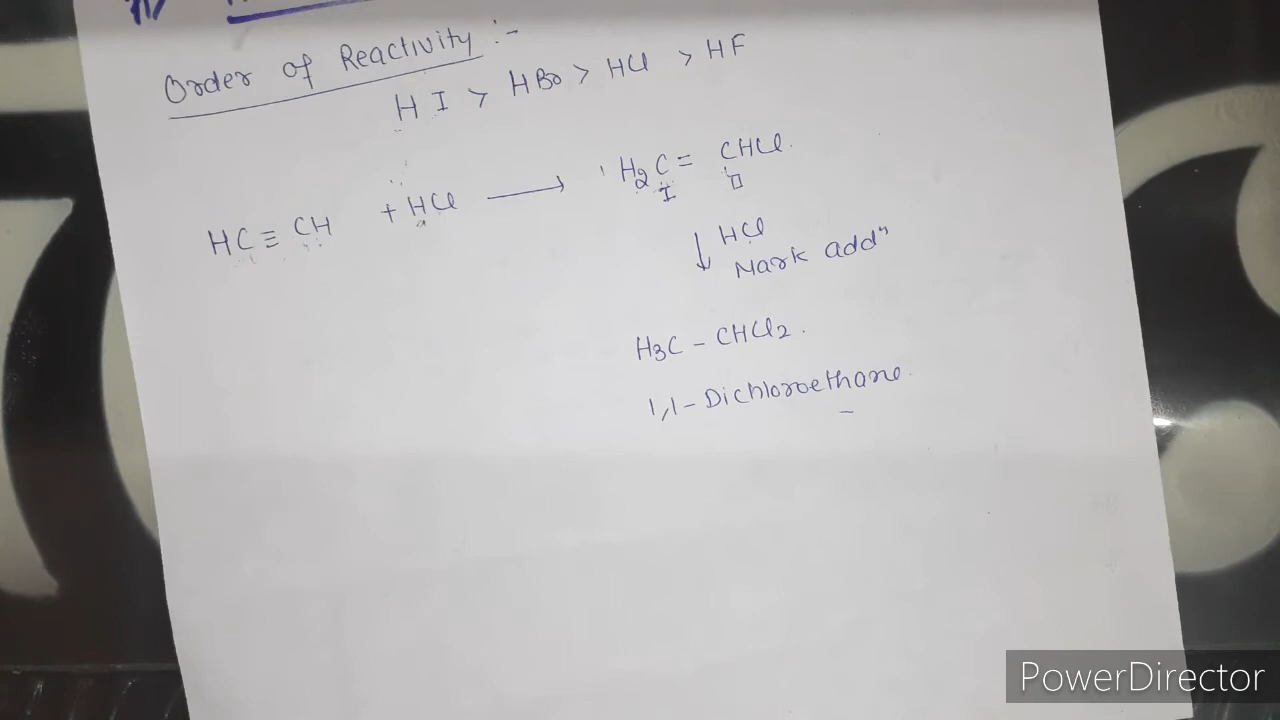 Order of Reactivity :-
HI > HBr > HCl > HF
HC ≡ CH + HCl ⟶ H2C = CHCl.
I II
↓ HCl
Mark addⁿ
H3C - CHCl2.
1,1-Dichloroethane.
PowerDirector